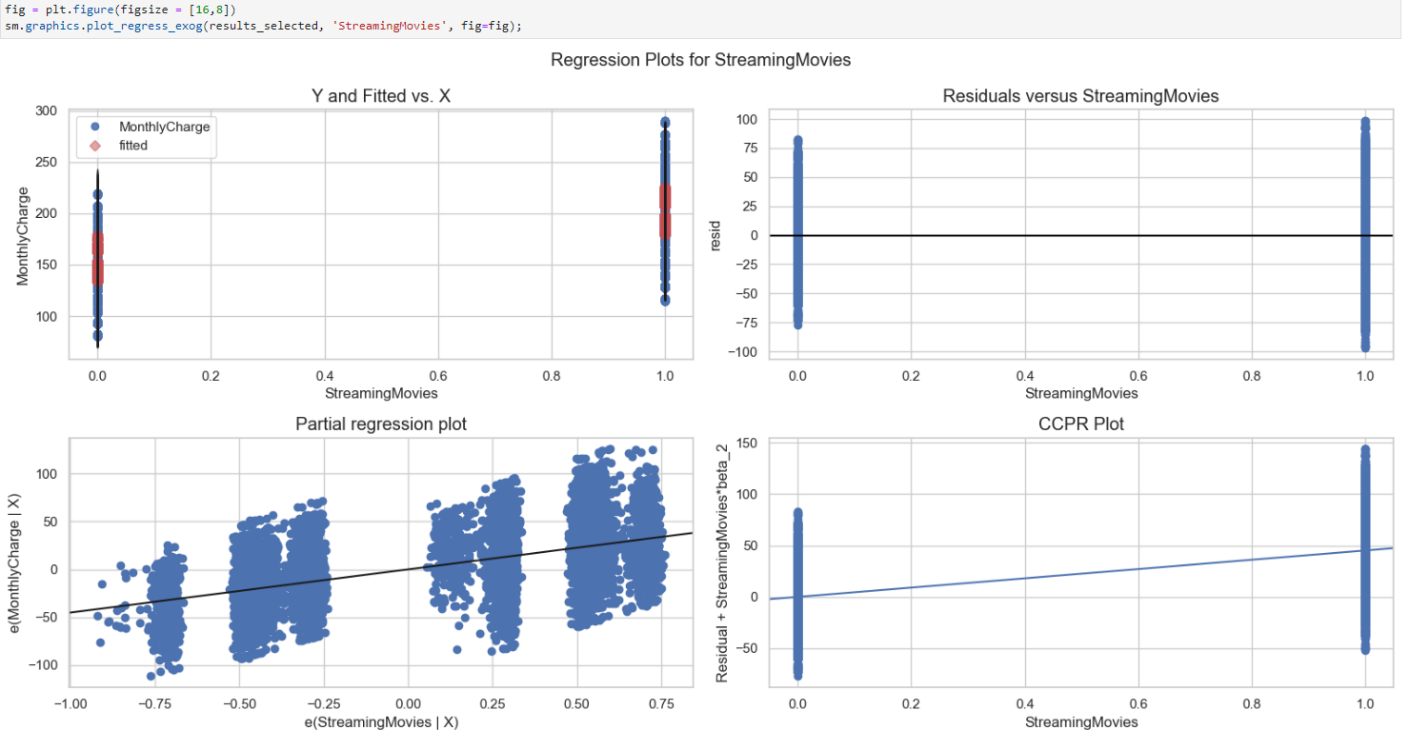 fig = plt.figure(figsize = [16,8])
sm.graphics.plot_regress_exog(results_selected, 'StreamingMovies', fig=fig);
Regression Plots for StreamingMovies
Y and Fitted vs. X
300
250
200
150
100
MonthlyCharge
MonthlyCharge
fitted
0.0 0.2 0.4 0.6 0.8 1.0
StreamingMovies
Residuals versus StreamingMovies
100
75
50
25
0
−25
−50
−75
−100
resid
0.0 0.2 0.4 0.6 0.8 1.0
StreamingMovies
Partial regression plot
100
50
0
−50
−100
e(MonthlyCharge | X)
−1.00 −0.75 −0.50 −0.25 0.00 0.25 0.50 0.75
e(StreamingMovies | X)
CCPR Plot
150
100
50
0
−50
Residual + StreamingMovies*beta_2
0.0 0.2 0.4 0.6 0.8 1.0
StreamingMovies